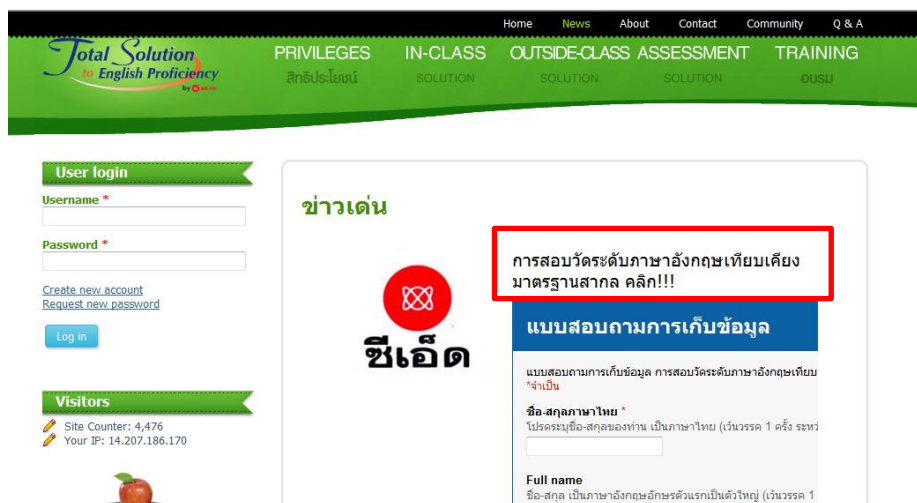 Home News About Contact Community Q & A
Total Solution
to English Proficiency
by
PRIVILEGES IN-CLASS OUTSIDE-CLASS ASSESSMENT TRAINING
สิทธิประโยชน์ SOLUTION SOLUTION SOLUTION อบรม
User login
Username *
Password *
Create new account
Request new password
Log in
Visitors
Site Counter: 4,476
Your IP: 14.207.186.170
ข่าวเด่น
ซีเอ็ด
การสอบวัดระดับภาษาอังกฤษเทียบเคียง
มาตรฐานสากล คลิก!!!
แบบสอบถามการเก็บข้อมูล
แบบสอบถามการเก็บข้อมูล การสอบวัดระดับภาษาอังกฤษเทียบ
*จำเป็น
ชื่อ-สกุลภาษาไทย *
โปรดระบุชื่อ-สกุลของท่าน เป็นภาษาไทย (เว้นวรรค 1 ครั้ง ระหว่
Full name
ชื่อ-สกุล เป็นภาษาอังกฤษอักษรตัวแรกเป็นตัวใหญ่ (เว้นวรรค 1